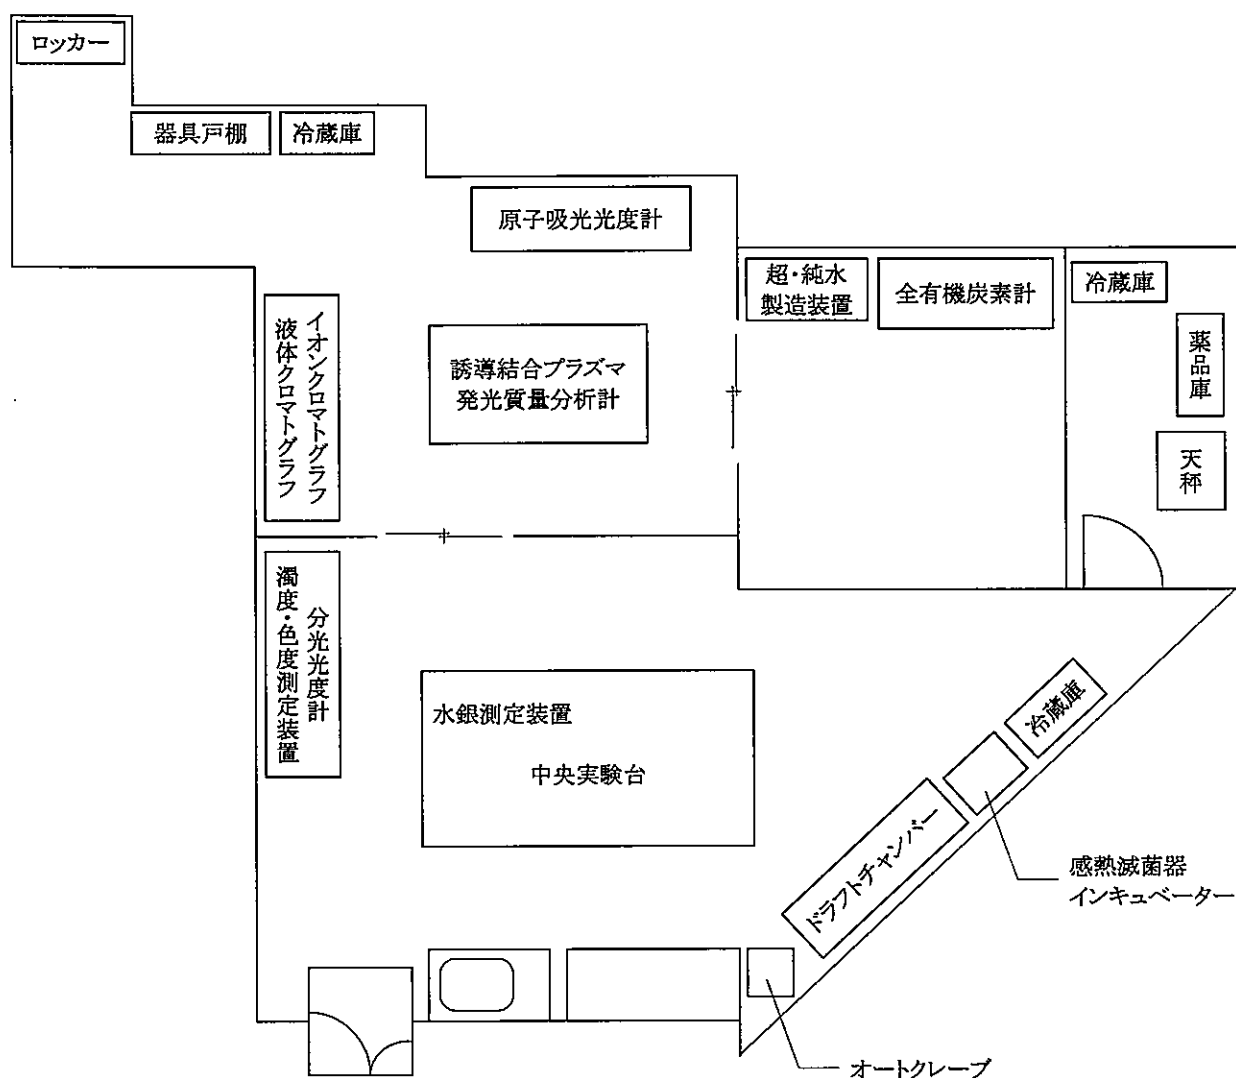 ロッカー
器具戸棚
冷蔵庫
原子吸光光度計
超・純水
製造装置
全有機炭素計
冷蔵庫
薬品庫
天秤
イオンクロマトグラフ
液体クロマトグラフ
誘導結合プラズマ
発光質量分析計
分光光度計
濁度・色度測定装置
水銀測定装置
中央実験台
冷蔵庫
ドラフトチャンバー
感熱滅菌器
インキュベーター
オートクレーブ